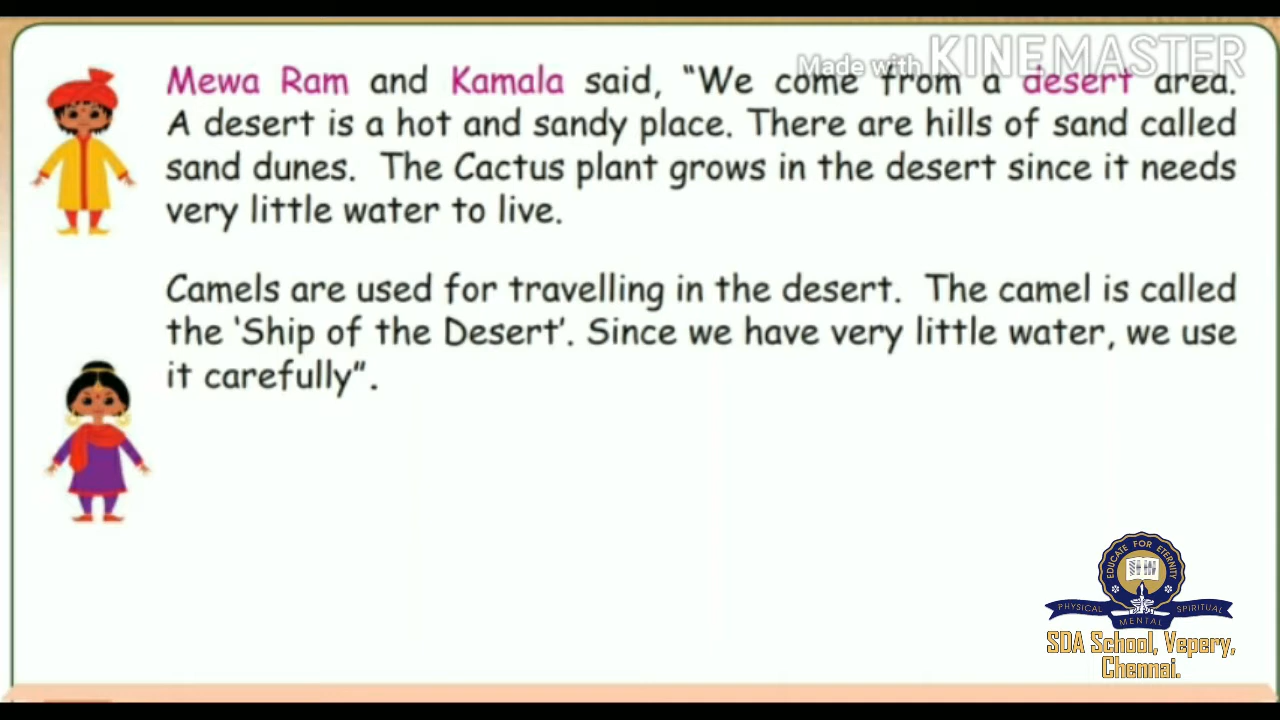 Made with KINEMASTER
Mewa Ram and Kamala said, “We come from a desert area.
A desert is a hot and sandy place. There are hills of sand called
sand dunes. The Cactus plant grows in the desert since it needs
very little water to live.
Camels are used for travelling in the desert. The camel is called
the ‘Ship of the Desert’. Since we have very little water, we use
it carefully”.
EDUCATE FOR ETERNITY
PHYSICAL
MENTAL
SPIRITUAL
SDA School, Vepery,
Chennai.